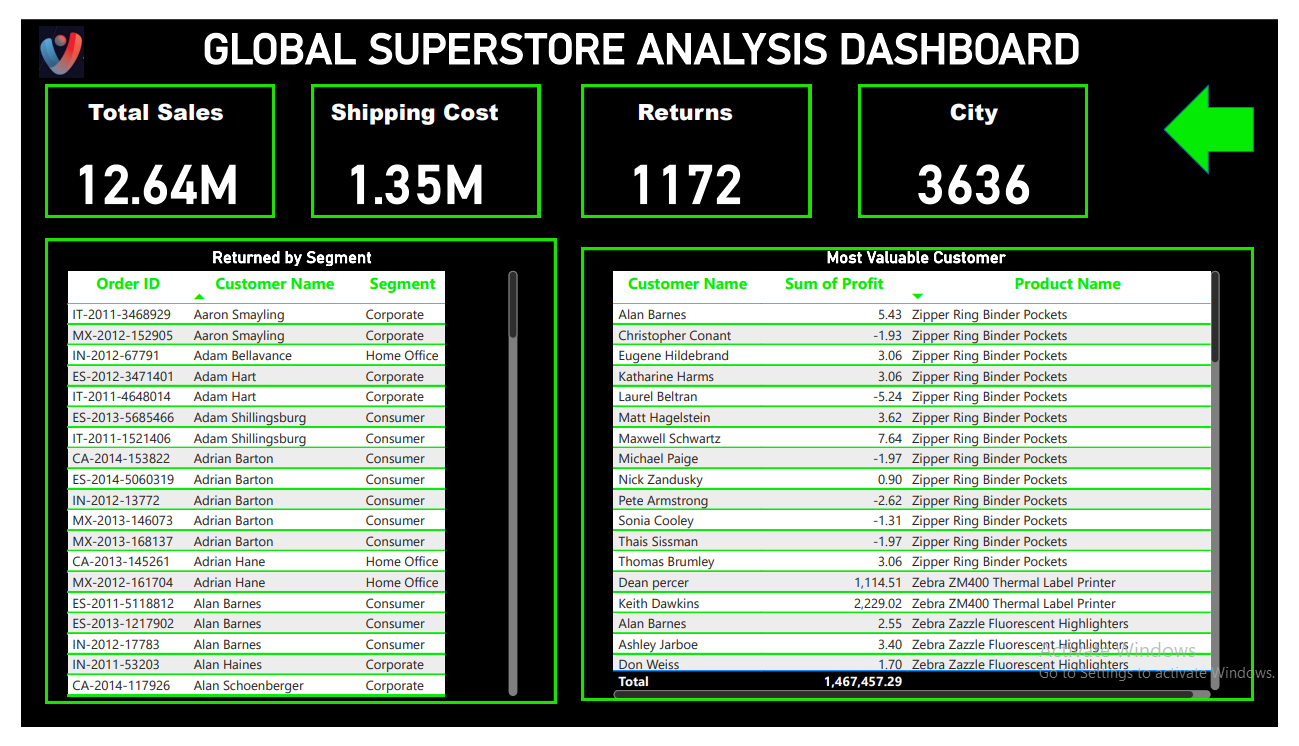 GLOBAL SUPERSTORE ANALYSIS DASHBOARD
Total Sales
12.64M
Shipping Cost
1.35M
Returns
1172
City
3636
Returned by Segment
Order ID Customer Name Segment
IT-2011-3468929 Aaron Smayling Corporate
MX-2012-152905 Aaron Smayling Corporate
IN-2012-67791 Adam Bellavance Home Office
ES-2012-3471401 Adam Hart Corporate
IT-2011-4648014 Adam Hart Corporate
ES-2013-5685466 Adam Shillingsburg Consumer
IT-2011-1521406 Adam Shillingsburg Consumer
CA-2014-153822 Adrian Barton Consumer
ES-2014-5060319 Adrian Barton Consumer
IN-2012-13772 Adrian Barton Consumer
MX-2013-146073 Adrian Barton Consumer
MX-2013-168137 Adrian Barton Consumer
CA-2013-145261 Adrian Hane Home Office
MX-2012-161704 Adrian Hane Home Office
ES-2011-5118812 Alan Barnes Consumer
ES-2013-1217902 Alan Barnes Consumer
IN-2012-17783 Alan Barnes Consumer
IN-2011-53203 Alan Haines Corporate
CA-2014-117926 Alan Schoenberger Corporate
Most Valuable Customer
Customer Name Sum of Profit Product Name
Alan Barnes 5.43 Zipper Ring Binder Pockets
Christopher Conant -1.93 Zipper Ring Binder Pockets
Eugene Hildebrand 3.06 Zipper Ring Binder Pockets
Katharine Harms 3.06 Zipper Ring Binder Pockets
Laurel Beltran -5.24 Zipper Ring Binder Pockets
Matt Hagelstein 3.62 Zipper Ring Binder Pockets
Maxwell Schwartz 7.64 Zipper Ring Binder Pockets
Michael Paige -1.97 Zipper Ring Binder Pockets
Nick Zandusky 0.90 Zipper Ring Binder Pockets
Pete Armstrong -2.62 Zipper Ring Binder Pockets
Sonia Cooley -1.31 Zipper Ring Binder Pockets
Thais Sissman -1.97 Zipper Ring Binder Pockets
Thomas Brumley 3.06 Zipper Ring Binder Pockets
Dean percer 1,114.51 Zebra ZM400 Thermal Label Printer
Keith Dawkins 2,229.02 Zebra ZM400 Thermal Label Printer
Alan Barnes 2.55 Zebra Zazzle Fluorescent Highlighters
Ashley Jarboe 3.40 Zebra Zazzle Fluorescent Highlighters
Don Weiss 1.70 Zebra Zazzle Fluorescent Highlighters
Total 1,467,457.29
Activate Windows
Go to Settings to activate Windows.